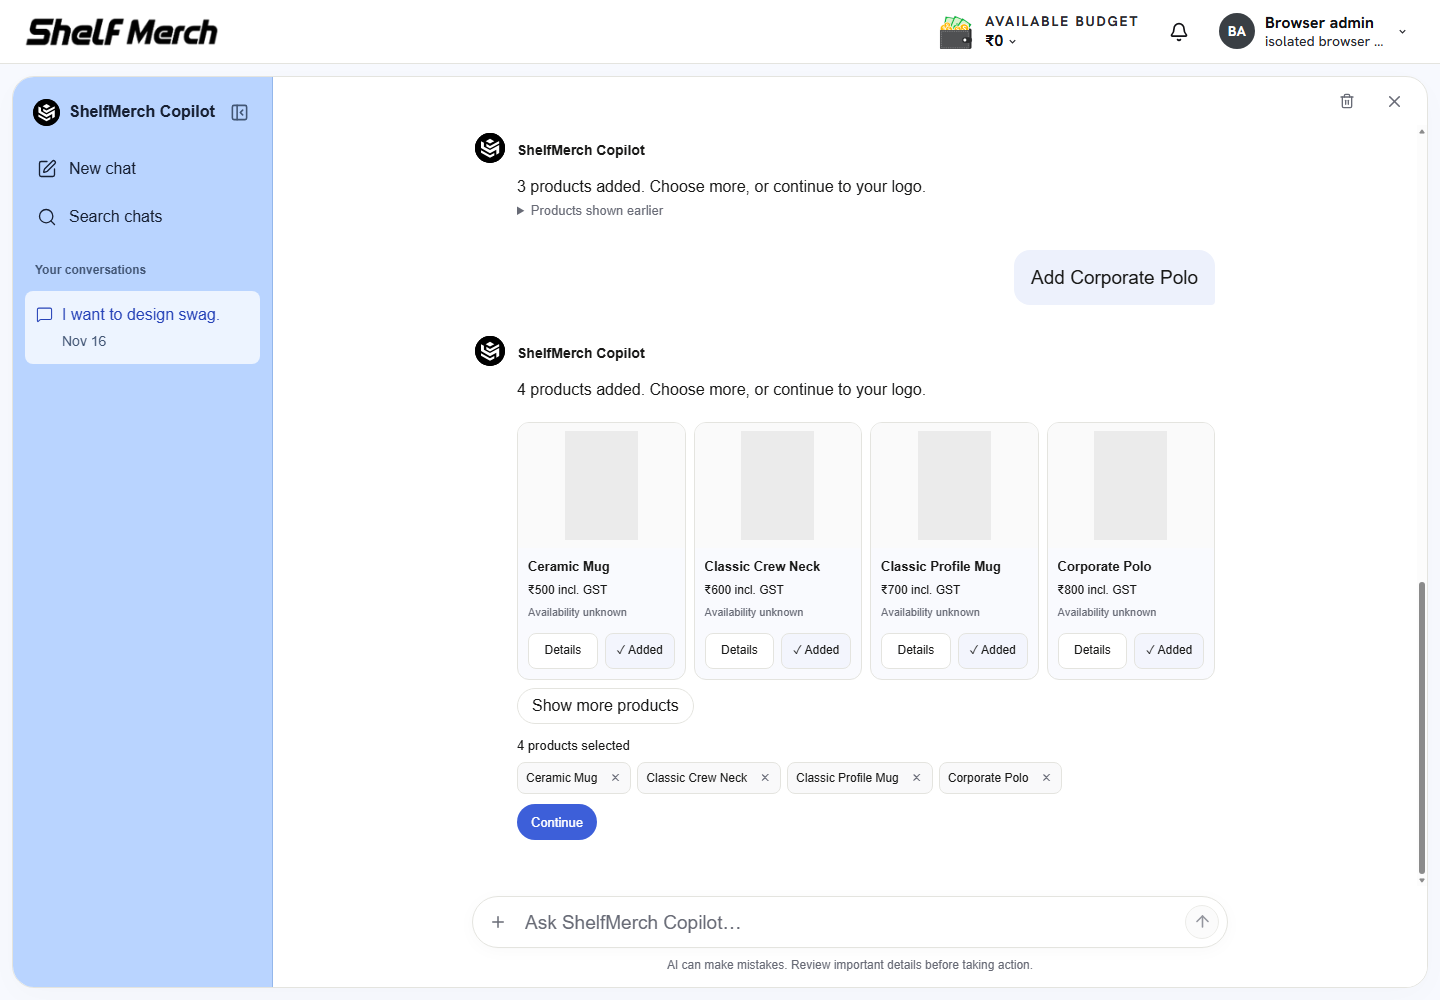 Shelf Merch
AVAILABLE BUDGET
₹0
BA
Browser admin
isolated browser ...
ShelfMerch Copilot
New chat
Search chats
Your conversations
I want to design swag.
Nov 16
ShelfMerch Copilot
3 products added. Choose more, or continue to your logo.
Products shown earlier
Add Corporate Polo
ShelfMerch Copilot
4 products added. Choose more, or continue to your logo.
Ceramic Mug
₹500 incl. GST
Availability unknown
Details
✓ Added
Classic Crew Neck
₹600 incl. GST
Availability unknown
Details
✓ Added
Classic Profile Mug
₹700 incl. GST
Availability unknown
Details
✓ Added
Corporate Polo
₹800 incl. GST
Availability unknown
Details
✓ Added
Show more products
4 products selected
Ceramic Mug ×
Classic Crew Neck ×
Classic Profile Mug ×
Corporate Polo ×
Continue
Ask ShelfMerch Copilot…
AI can make mistakes. Review important details before taking action.